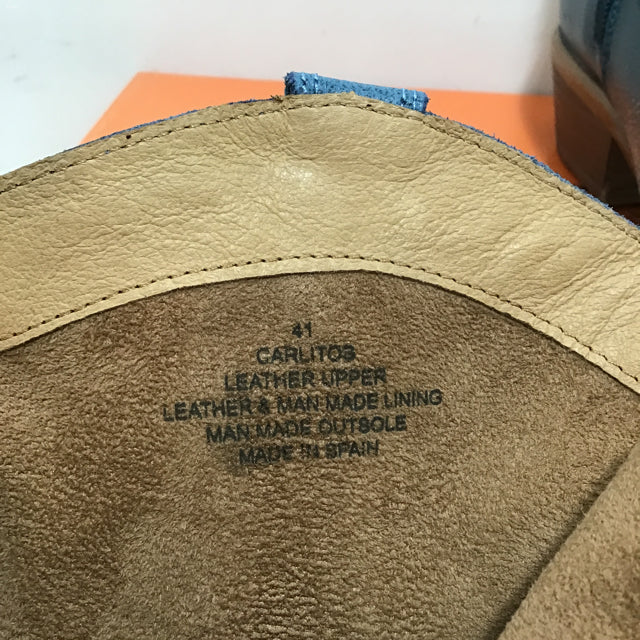 41
CARLITOS
LEATHER UPPER
LEATHER & MAN MADE LINING
MAN MADE OUTSOLE
MADE IN SPAIN